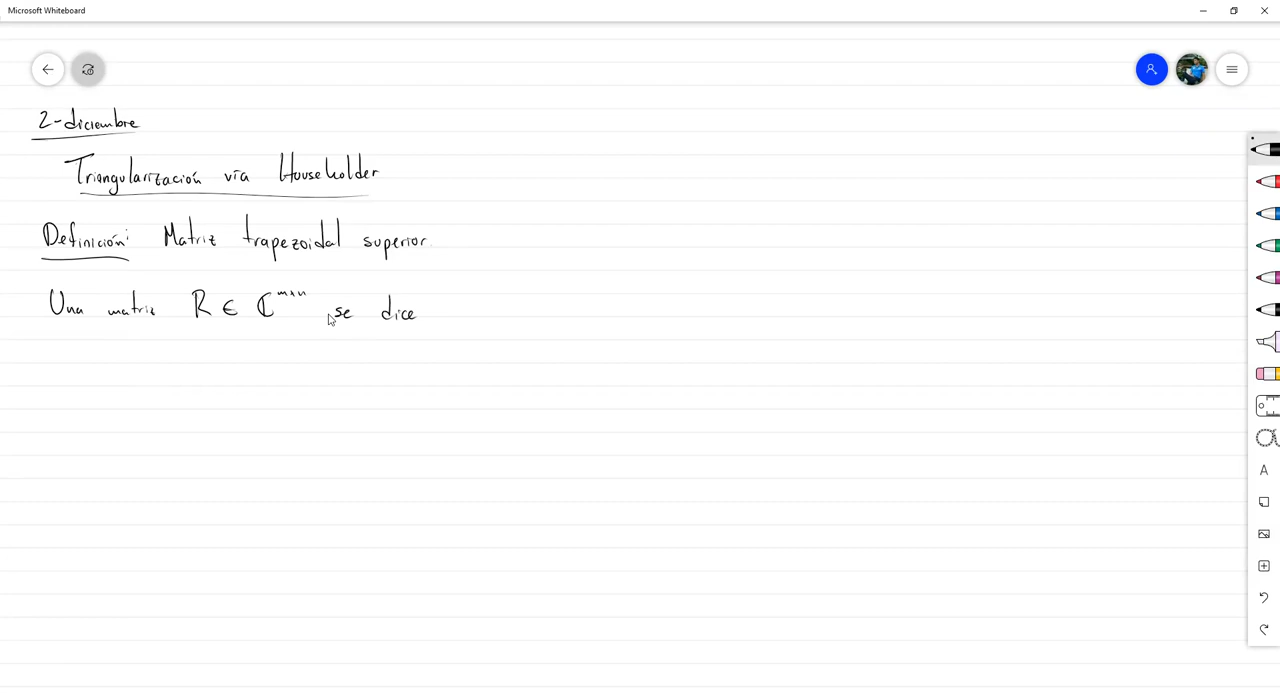 Microsoft Whiteboard
2-diciembre
Triangularización vía Householder
Definición: Matriz trapezoidal superior
Una matriz R ∈ ℂ^{m×n} se dice
A